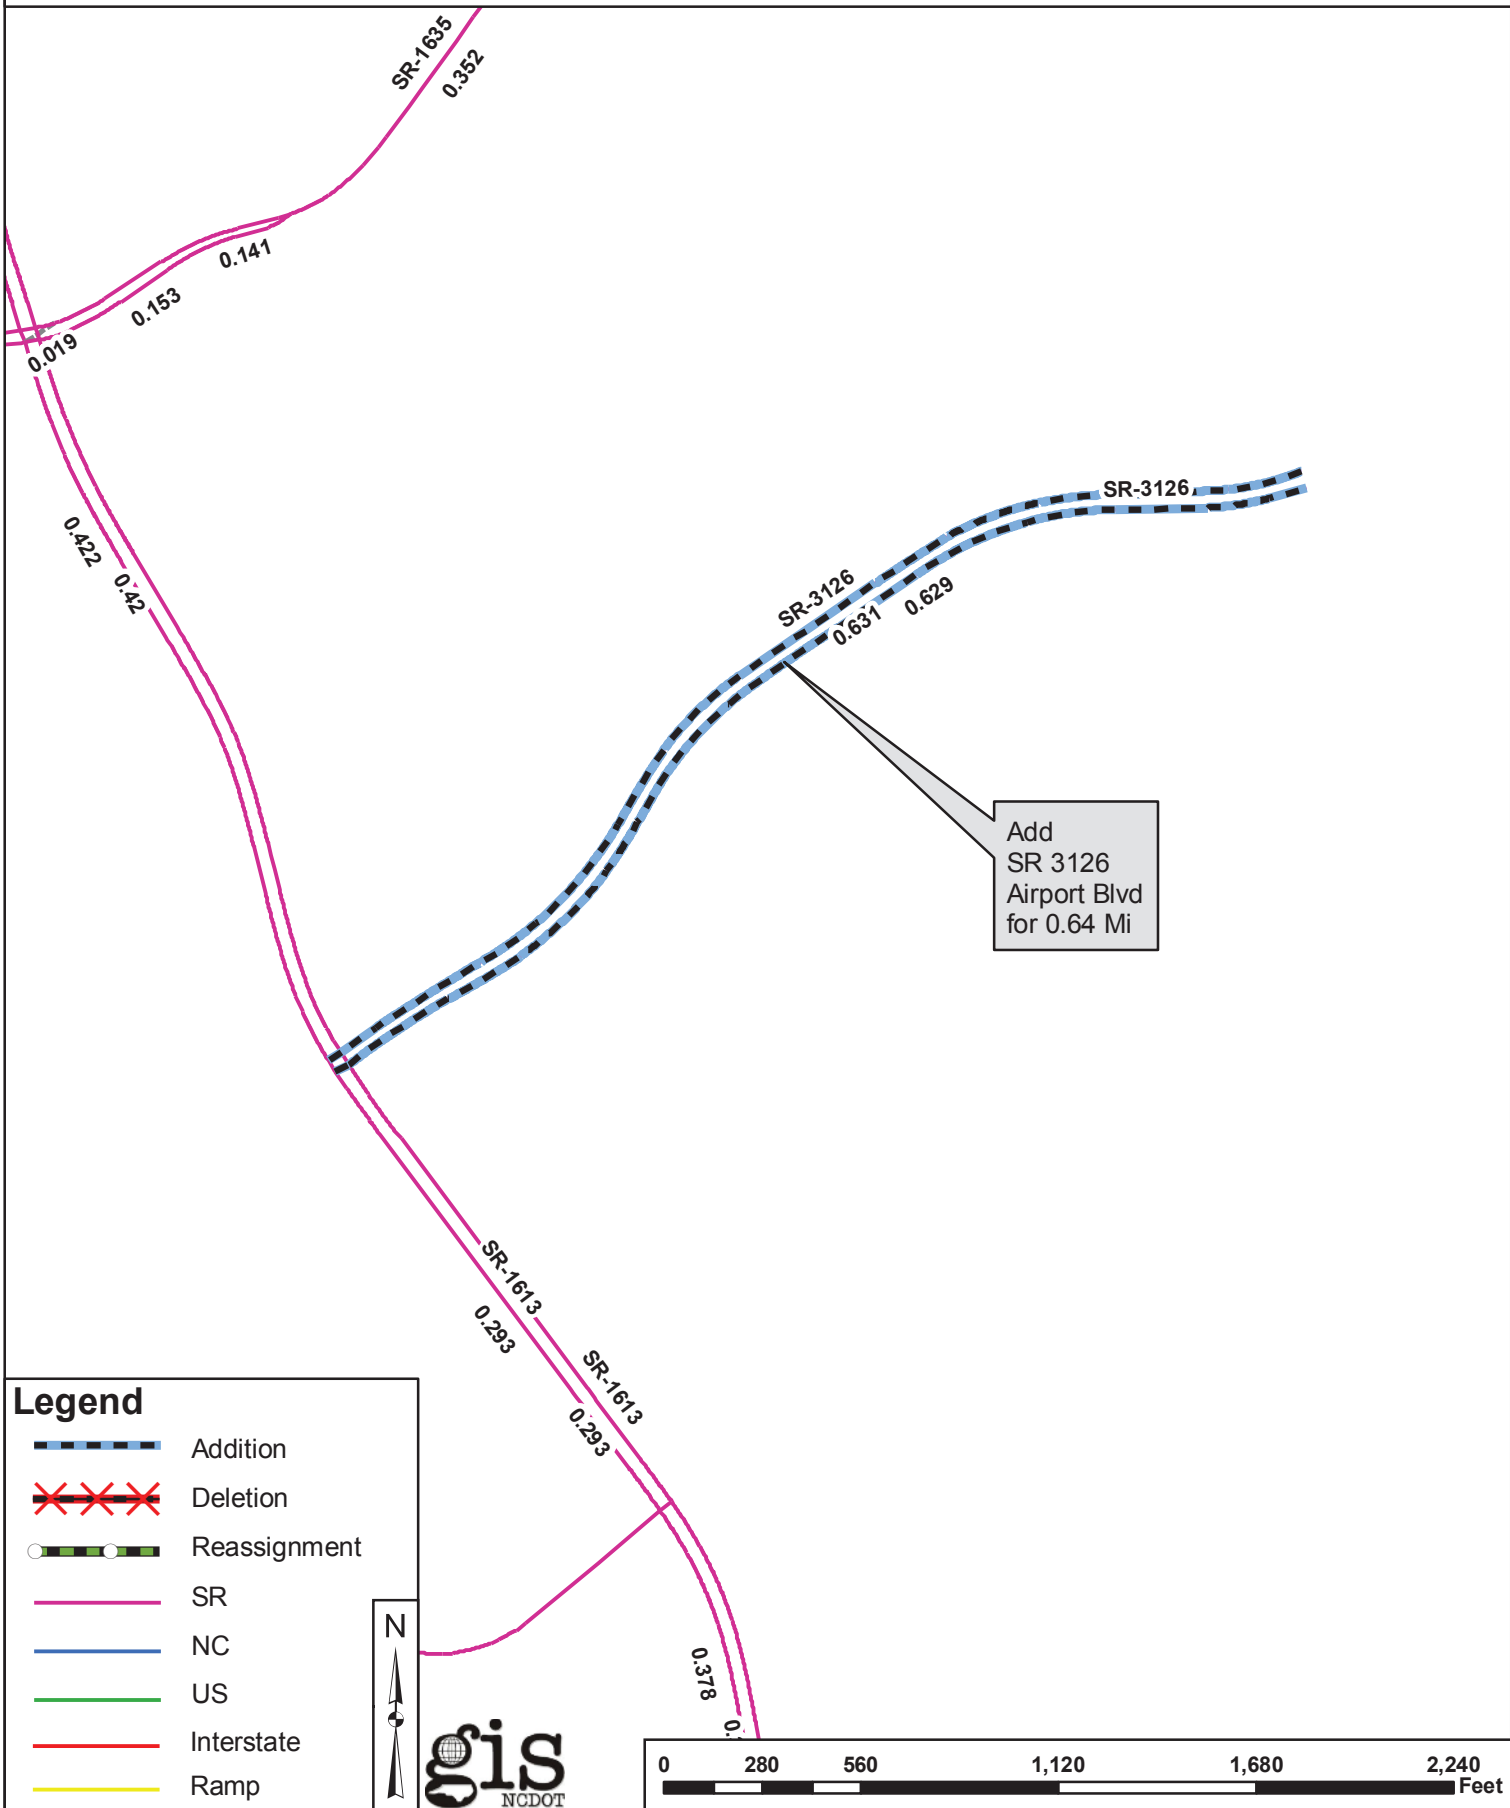 SR-1635
0.352
0.141
0.153
0.019
0.422
0.42
SR-3126
SR-3126
0.629
0.631
Add
SR 3126
Airport Blvd
for 0.64 Mi
SR-1613
0.293
SR-1613
0.293
0.378
Legend
Addition
Deletion
Reassignment
SR
NC
US
Interstate
Ramp
N
gis
NCDOT
0 280 560 1,120 1,680 2,240
Feet